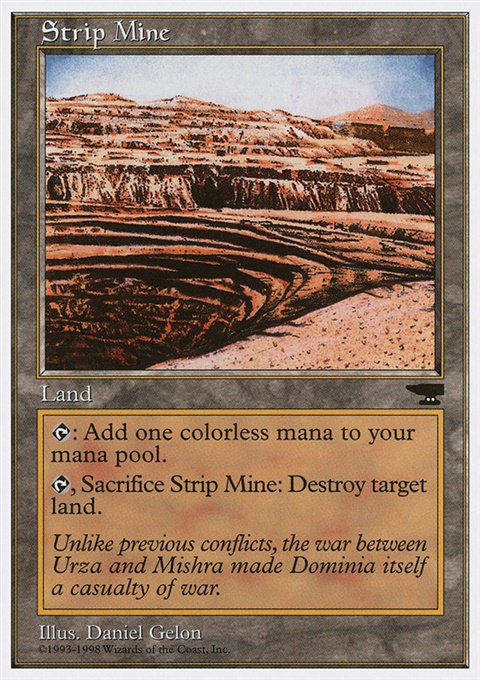 Strip Mine
Land
: Add one colorless mana to your
mana pool.
, Sacrifice Strip Mine: Destroy target
land.
Unlike previous conflicts, the war between
Urza and Mishra made Dominia itself
a casualty of war.
Illus. Daniel Gelon
©1993-1998 Wizards of the Coast, Inc.